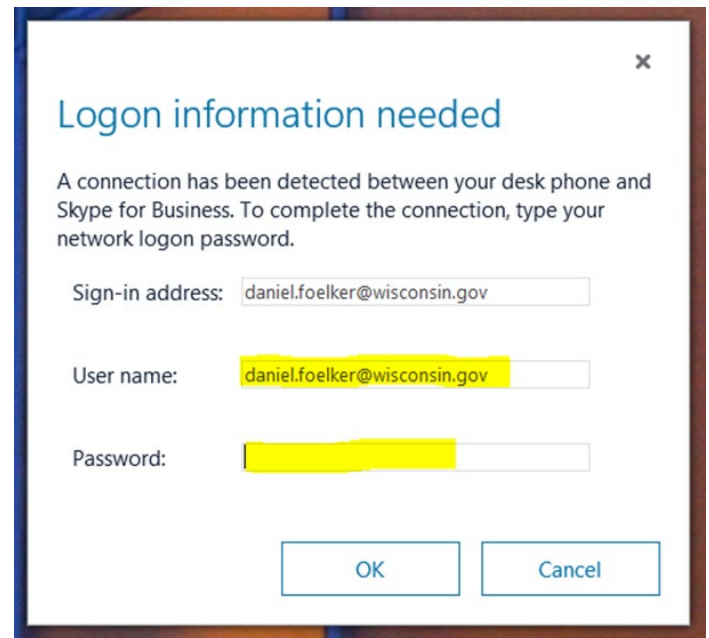 Logon information needed
A connection has been detected between your desk phone and
Skype for Business. To complete the connection, type your
network logon password.
Sign-in address: daniel.foelker@wisconsin.gov
User name: daniel.foelker@wisconsin.gov
Password:
OK Cancel